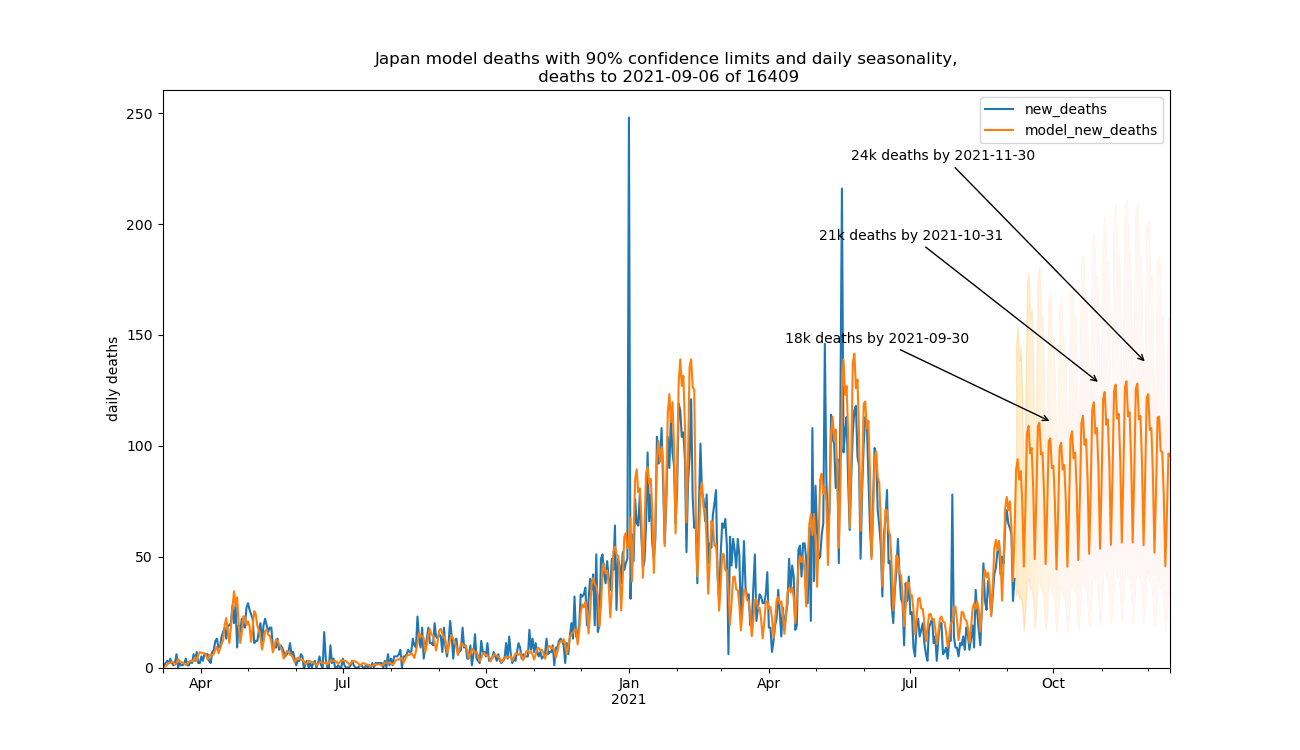 Japan model deaths with 90% confidence limits and daily seasonality,
deaths to 2021-09-06 of 16409
new_deaths
model_new_deaths
24k deaths by 2021-11-30
21k deaths by 2021-10-31
18k deaths by 2021-09-30
daily deaths
250
200
150
100
50
0
Apr
Jul
Oct
Jan
2021
Apr
Jul
Oct